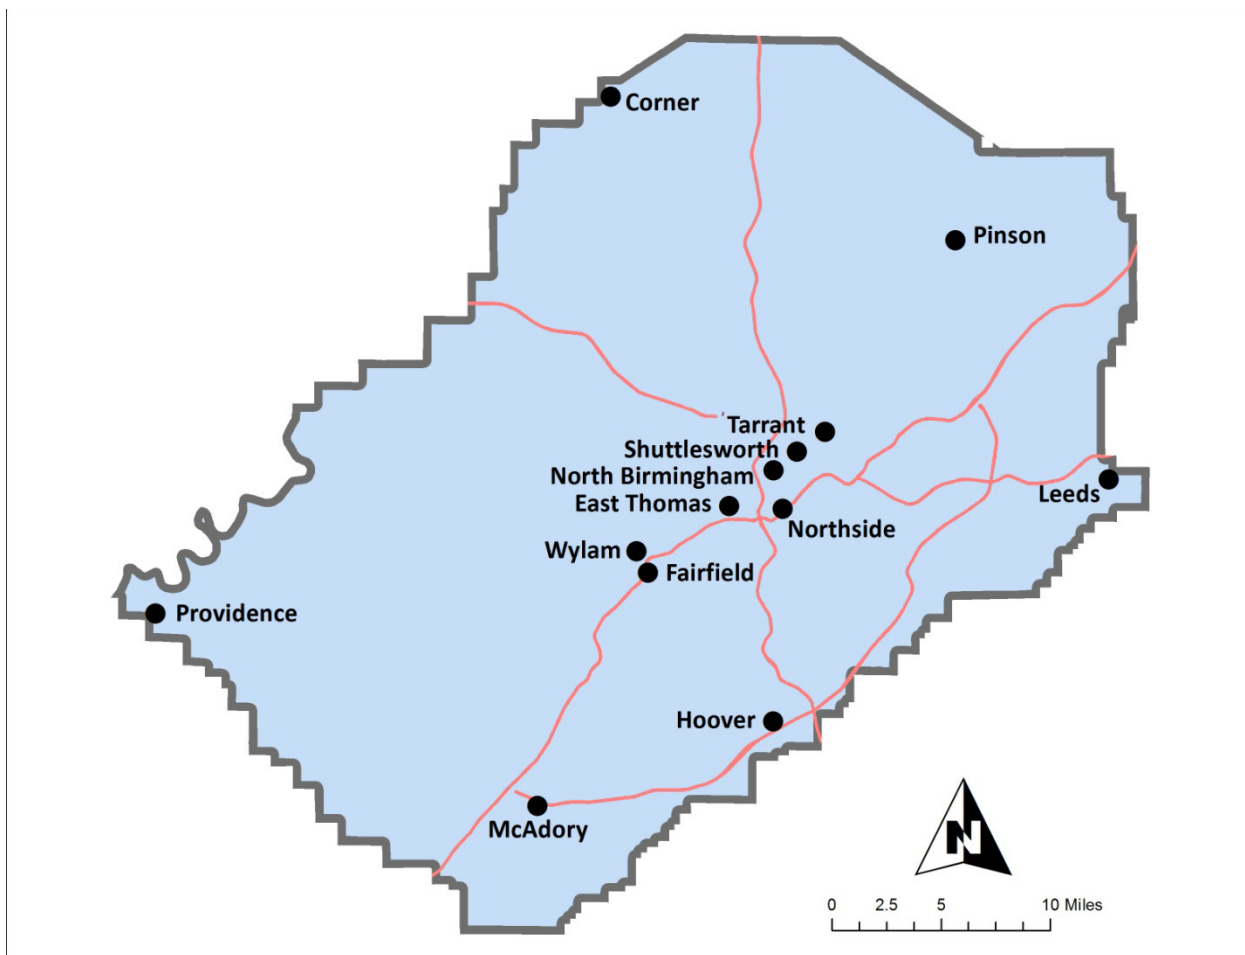 Corner
Pinson
Tarrant
Shuttlesworth
North Birmingham
East Thomas
Leeds
Northside
Wylam
Fairfield
Providence
Hoover
McAdory
N
0 2.5 5 10 Miles